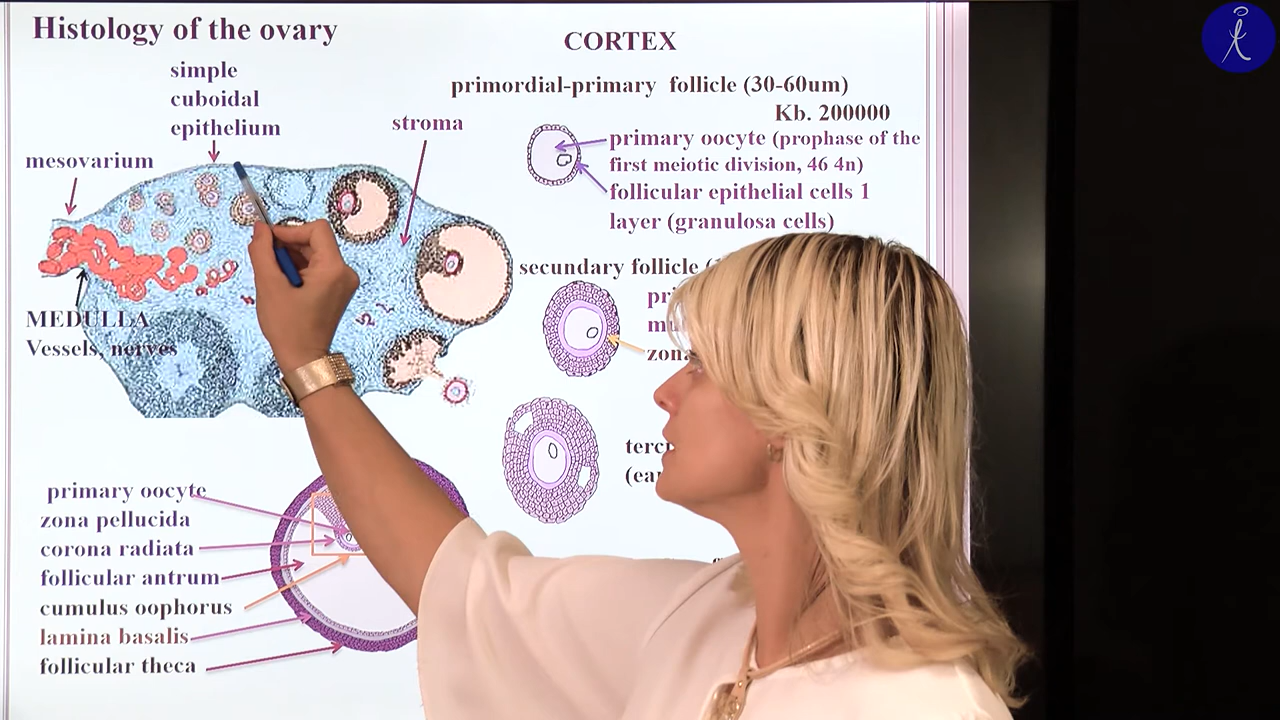 Histology of the ovary
simple
cuboidal
epithelium
mesovarium
stroma
MEDULLA
Vessels, nerves
CORTEX
primordial-primary follicle (30-60um)
Kb. 200000
primary oocyte (prophase of the
first meiotic division, 46 4n)
follicular epithelial cells 1
layer (granulosa cells)
secundary follicle
zona
primary oocyte
zona pellucida
corona radiata
follicular antrum
cumulus oophorus
lamina basalis
follicular theca